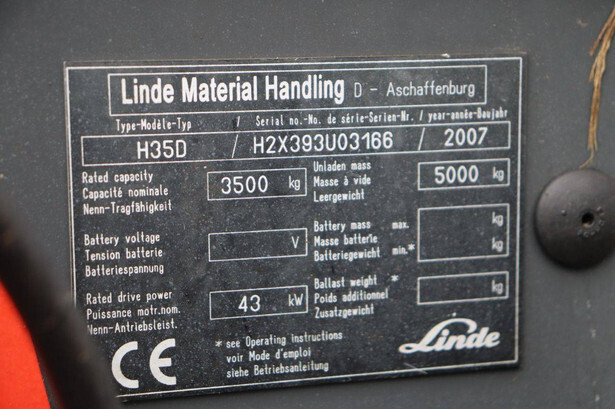 Linde Material Handling D - Aschaffenburg
Type-Modèle-Typ / Serial no.-No. de série-Serien-Nr. / year-année-Baujahr
H35D / H2X393U03166 / 2007
Rated capacity
Capacité nominale
Nenn-Tragfähigkeit
3500 kg
Unladen mass
Masse à vide
Leergewicht
5000 kg
Battery voltage
Tension batterie
Batteriespannung
V
Battery mass max.
Masse batterie
Batteriegewicht min.*
kg
kg
Rated drive power
Puissance motr.nom.
Nenn-Antriebsleist.
43 kW
Ballast weight *
Poids additionnel
Zusatzgewicht
kg
CE
* see Operating instructions
voir Mode d'emploi
siehe Betriebsanleitung
Linde